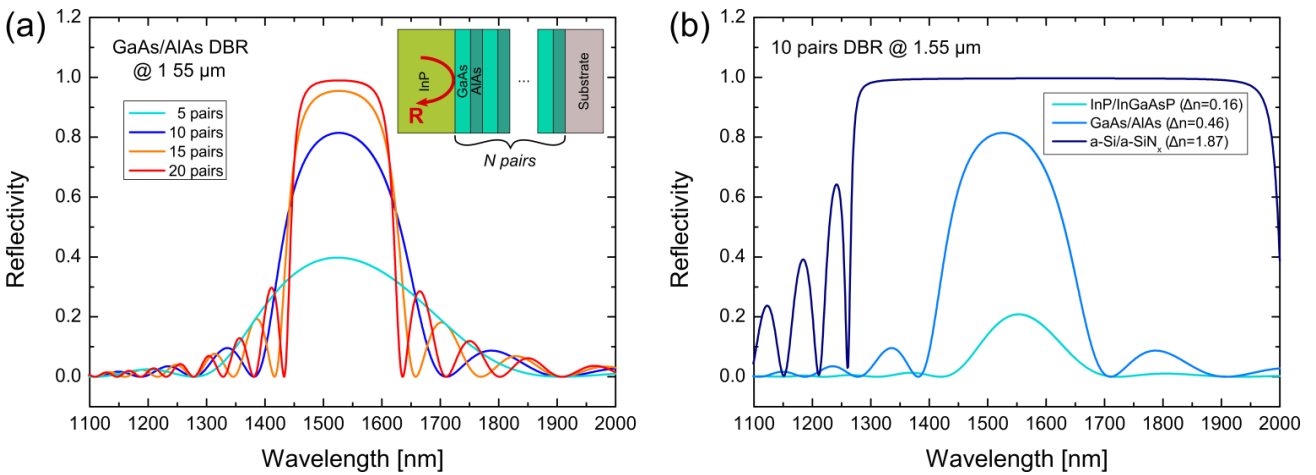 (a)
GaAs/AlAs DBR
@ 1 55 µm
5 pairs
10 pairs
15 pairs
20 pairs
InP
R
GaAs
AlAs
...
Substrate
N pairs
1.2
1.0
0.8
0.6
0.4
0.2
0.0
Reflectivity
1100 1200 1300 1400 1500 1600 1700 1800 1900 2000
Wavelength [nm]
(b)
10 pairs DBR @ 1.55 µm
InP/InGaAsP (Δn=0.16)
GaAs/AlAs (Δn=0.46)
a-Si/a-SiNx (Δn=1.87)
1.2
1.0
0.8
0.6
0.4
0.2
0.0
Reflectivity
1100 1200 1300 1400 1500 1600 1700 1800 1900 2000
Wavelength [nm]